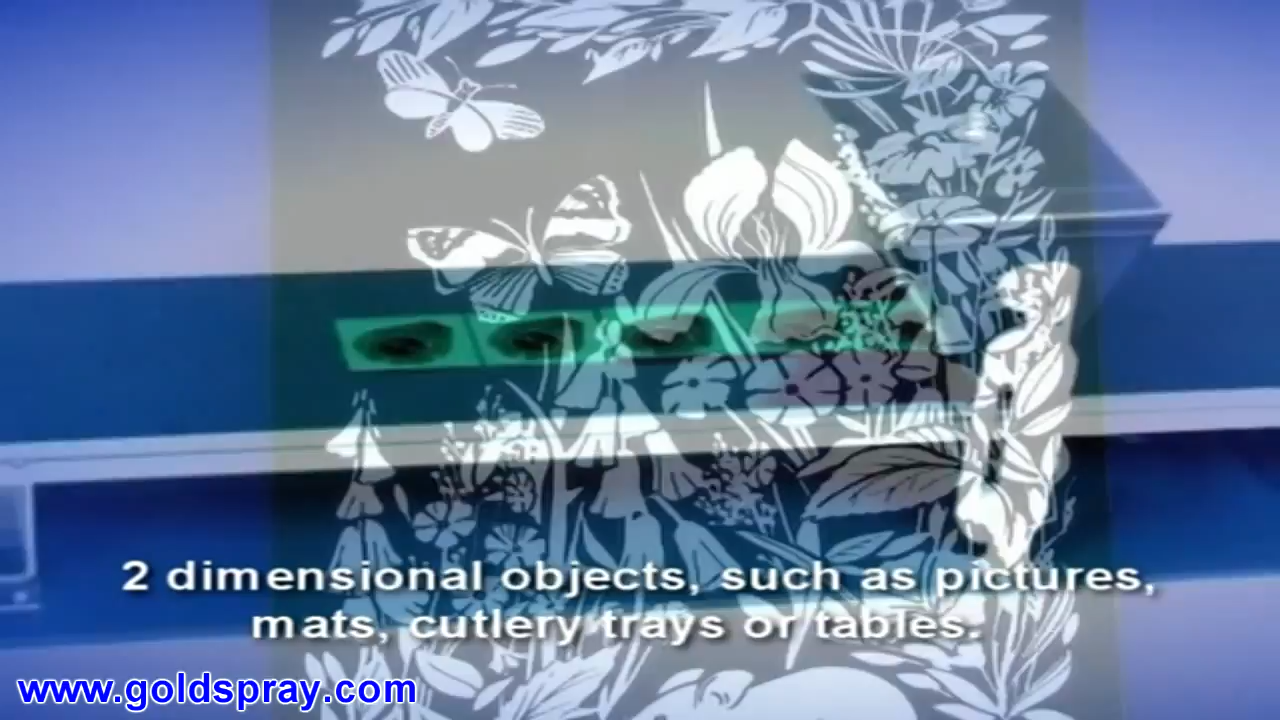 2 dimensional objects, such as pictures,
mats, cutlery trays or tables.
www.goldspray.com